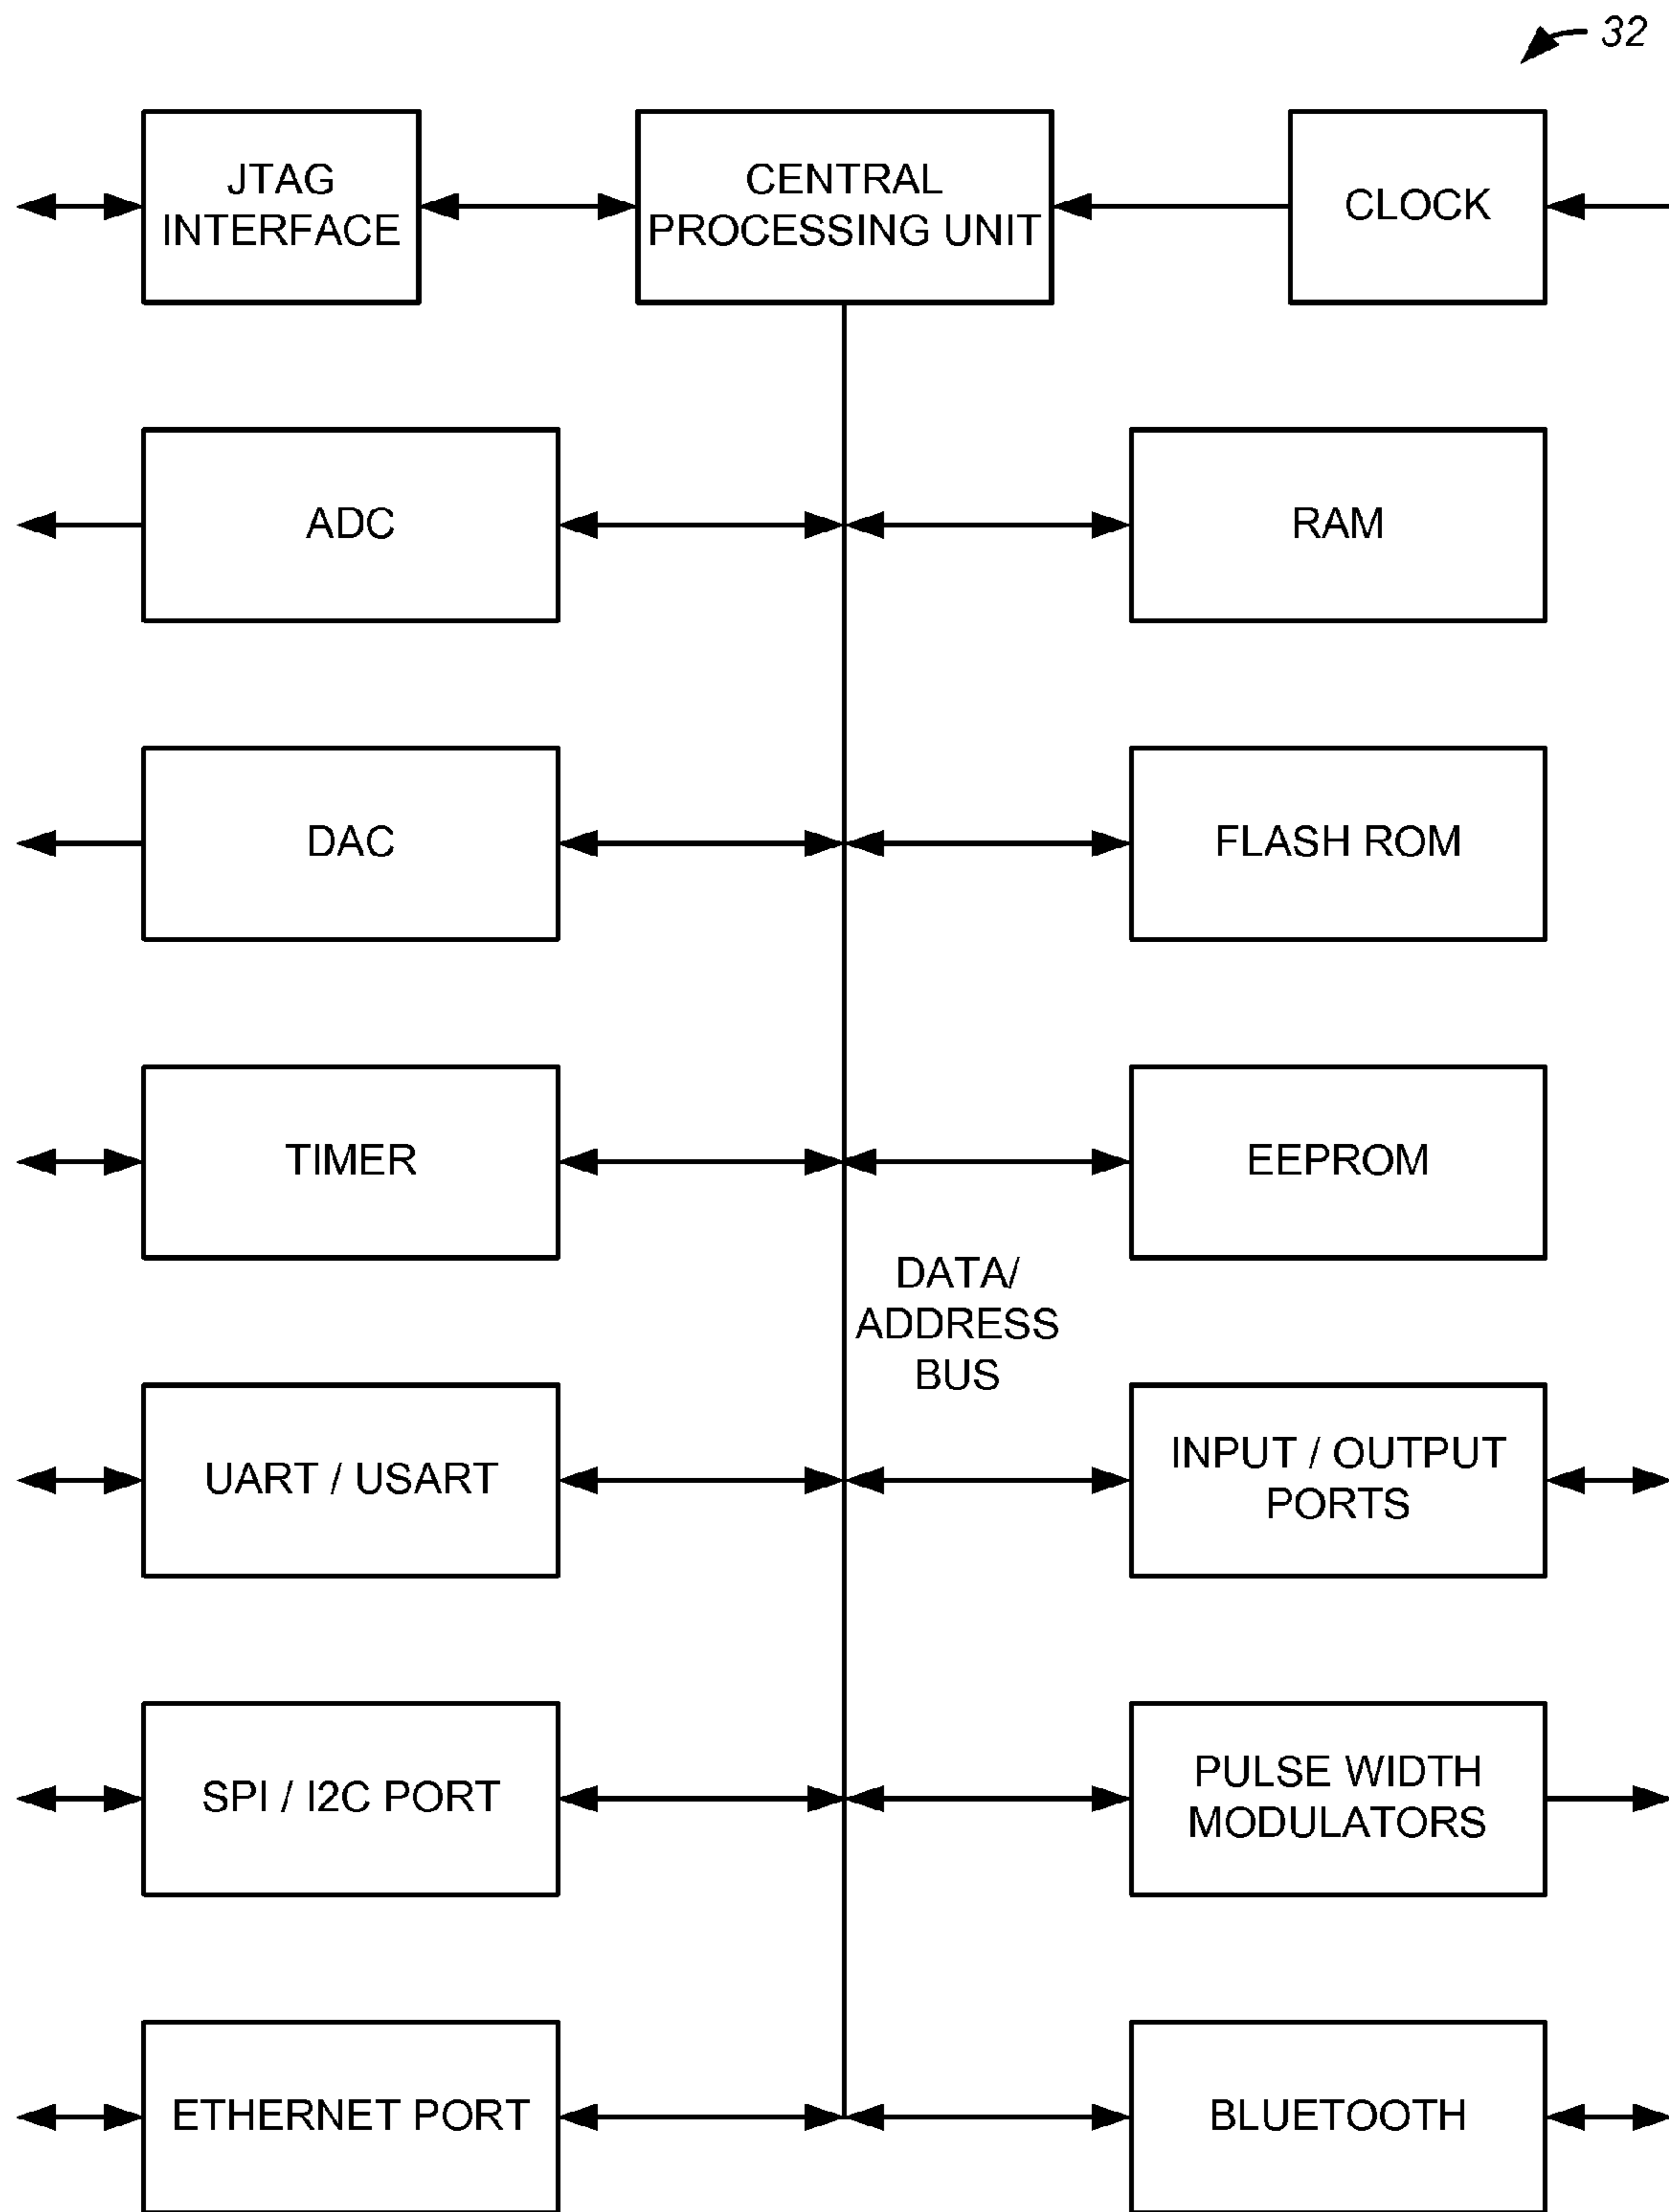 32
JTAG
INTERFACE
CENTRAL
PROCESSING UNIT
CLOCK
ADC
RAM
DAC
FLASH ROM
TIMER
EEPROM
DATA/
ADDRESS
BUS
UART / USART
INPUT / OUTPUT
PORTS
SPI / I2C PORT
PULSE WIDTH
MODULATORS
ETHERNET PORT
BLUETOOTH